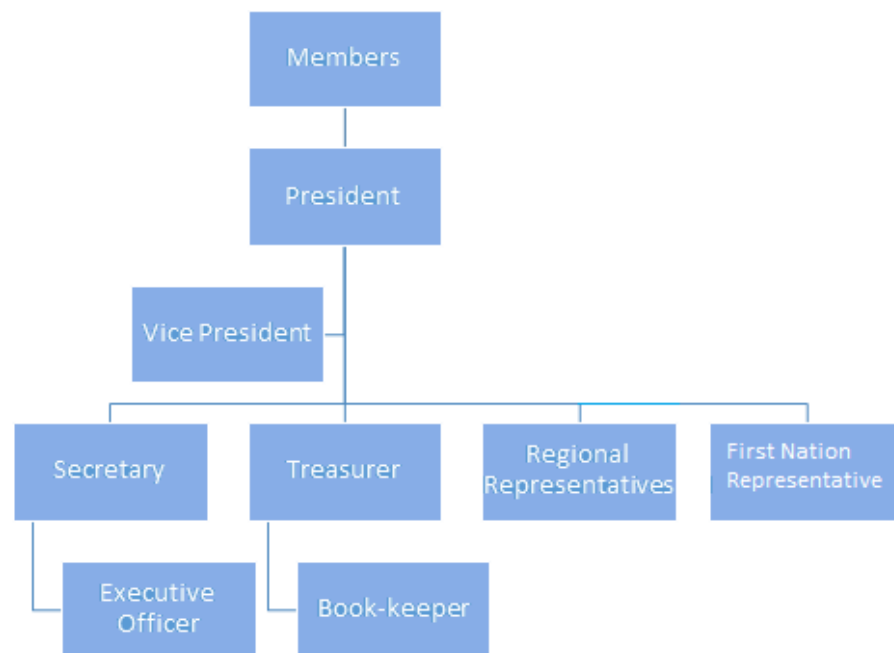 Members
President
Vice President
Secretary
Treasurer
Regional
Representatives
First Nation
Representative
Executive
Officer
Book-keeper